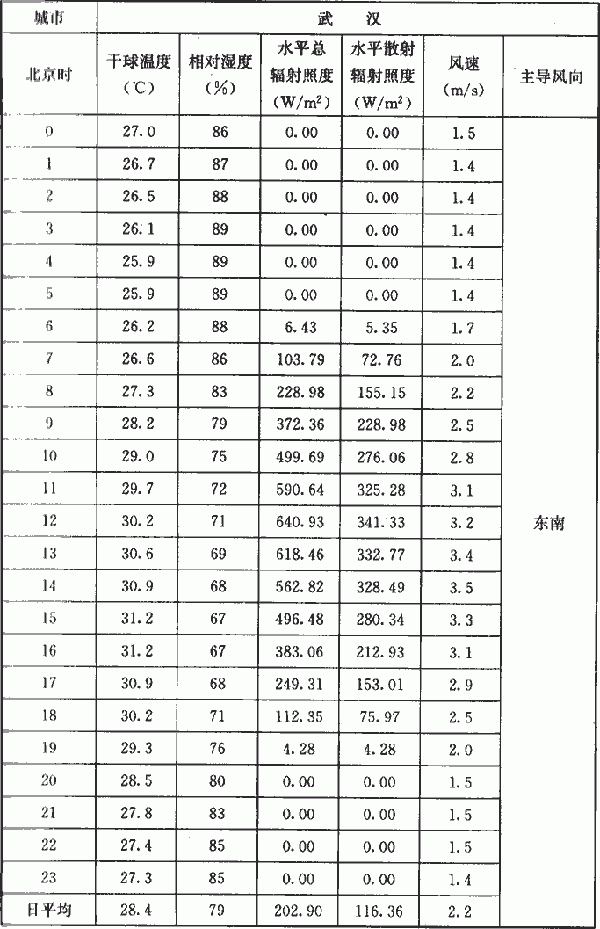 城市 武 汉
北京时 干球温度 (℃) 相对湿度 (%) 水平总辐射照度 (W/m²) 水平散射辐射照度 (W/m²) 风速 (m/s) 主导风向
0 27.0 86 0.00 0.00 1.5
1 26.7 87 0.00 0.00 1.4
2 26.5 88 0.00 0.00 1.4
3 26.1 89 0.00 0.00 1.4
4 25.9 89 0.00 0.00 1.4
5 25.9 89 0.00 0.00 1.4
6 26.2 88 6.43 5.35 1.7
7 26.6 86 103.79 72.76 2.0
8 27.3 83 228.98 155.15 2.2
9 28.2 79 372.36 228.98 2.5
10 29.0 75 499.69 276.06 2.8
11 29.7 72 590.64 325.28 3.1
12 30.2 71 640.93 341.33 3.2 东南
13 30.6 69 618.46 332.77 3.4
14 30.9 68 562.82 328.49 3.5
15 31.2 67 496.48 280.34 3.3
16 31.2 67 383.06 212.93 3.1
17 30.9 68 249.31 153.01 2.9
18 30.2 71 112.35 75.97 2.5
19 29.3 76 4.28 4.28 2.0
20 28.5 80 0.00 0.00 1.5
21 27.8 83 0.00 0.00 1.5
22 27.4 85 0.00 0.00 1.5
23 27.3 85 0.00 0.00 1.4
日平均 28.4 79 202.90 116.36 2.2